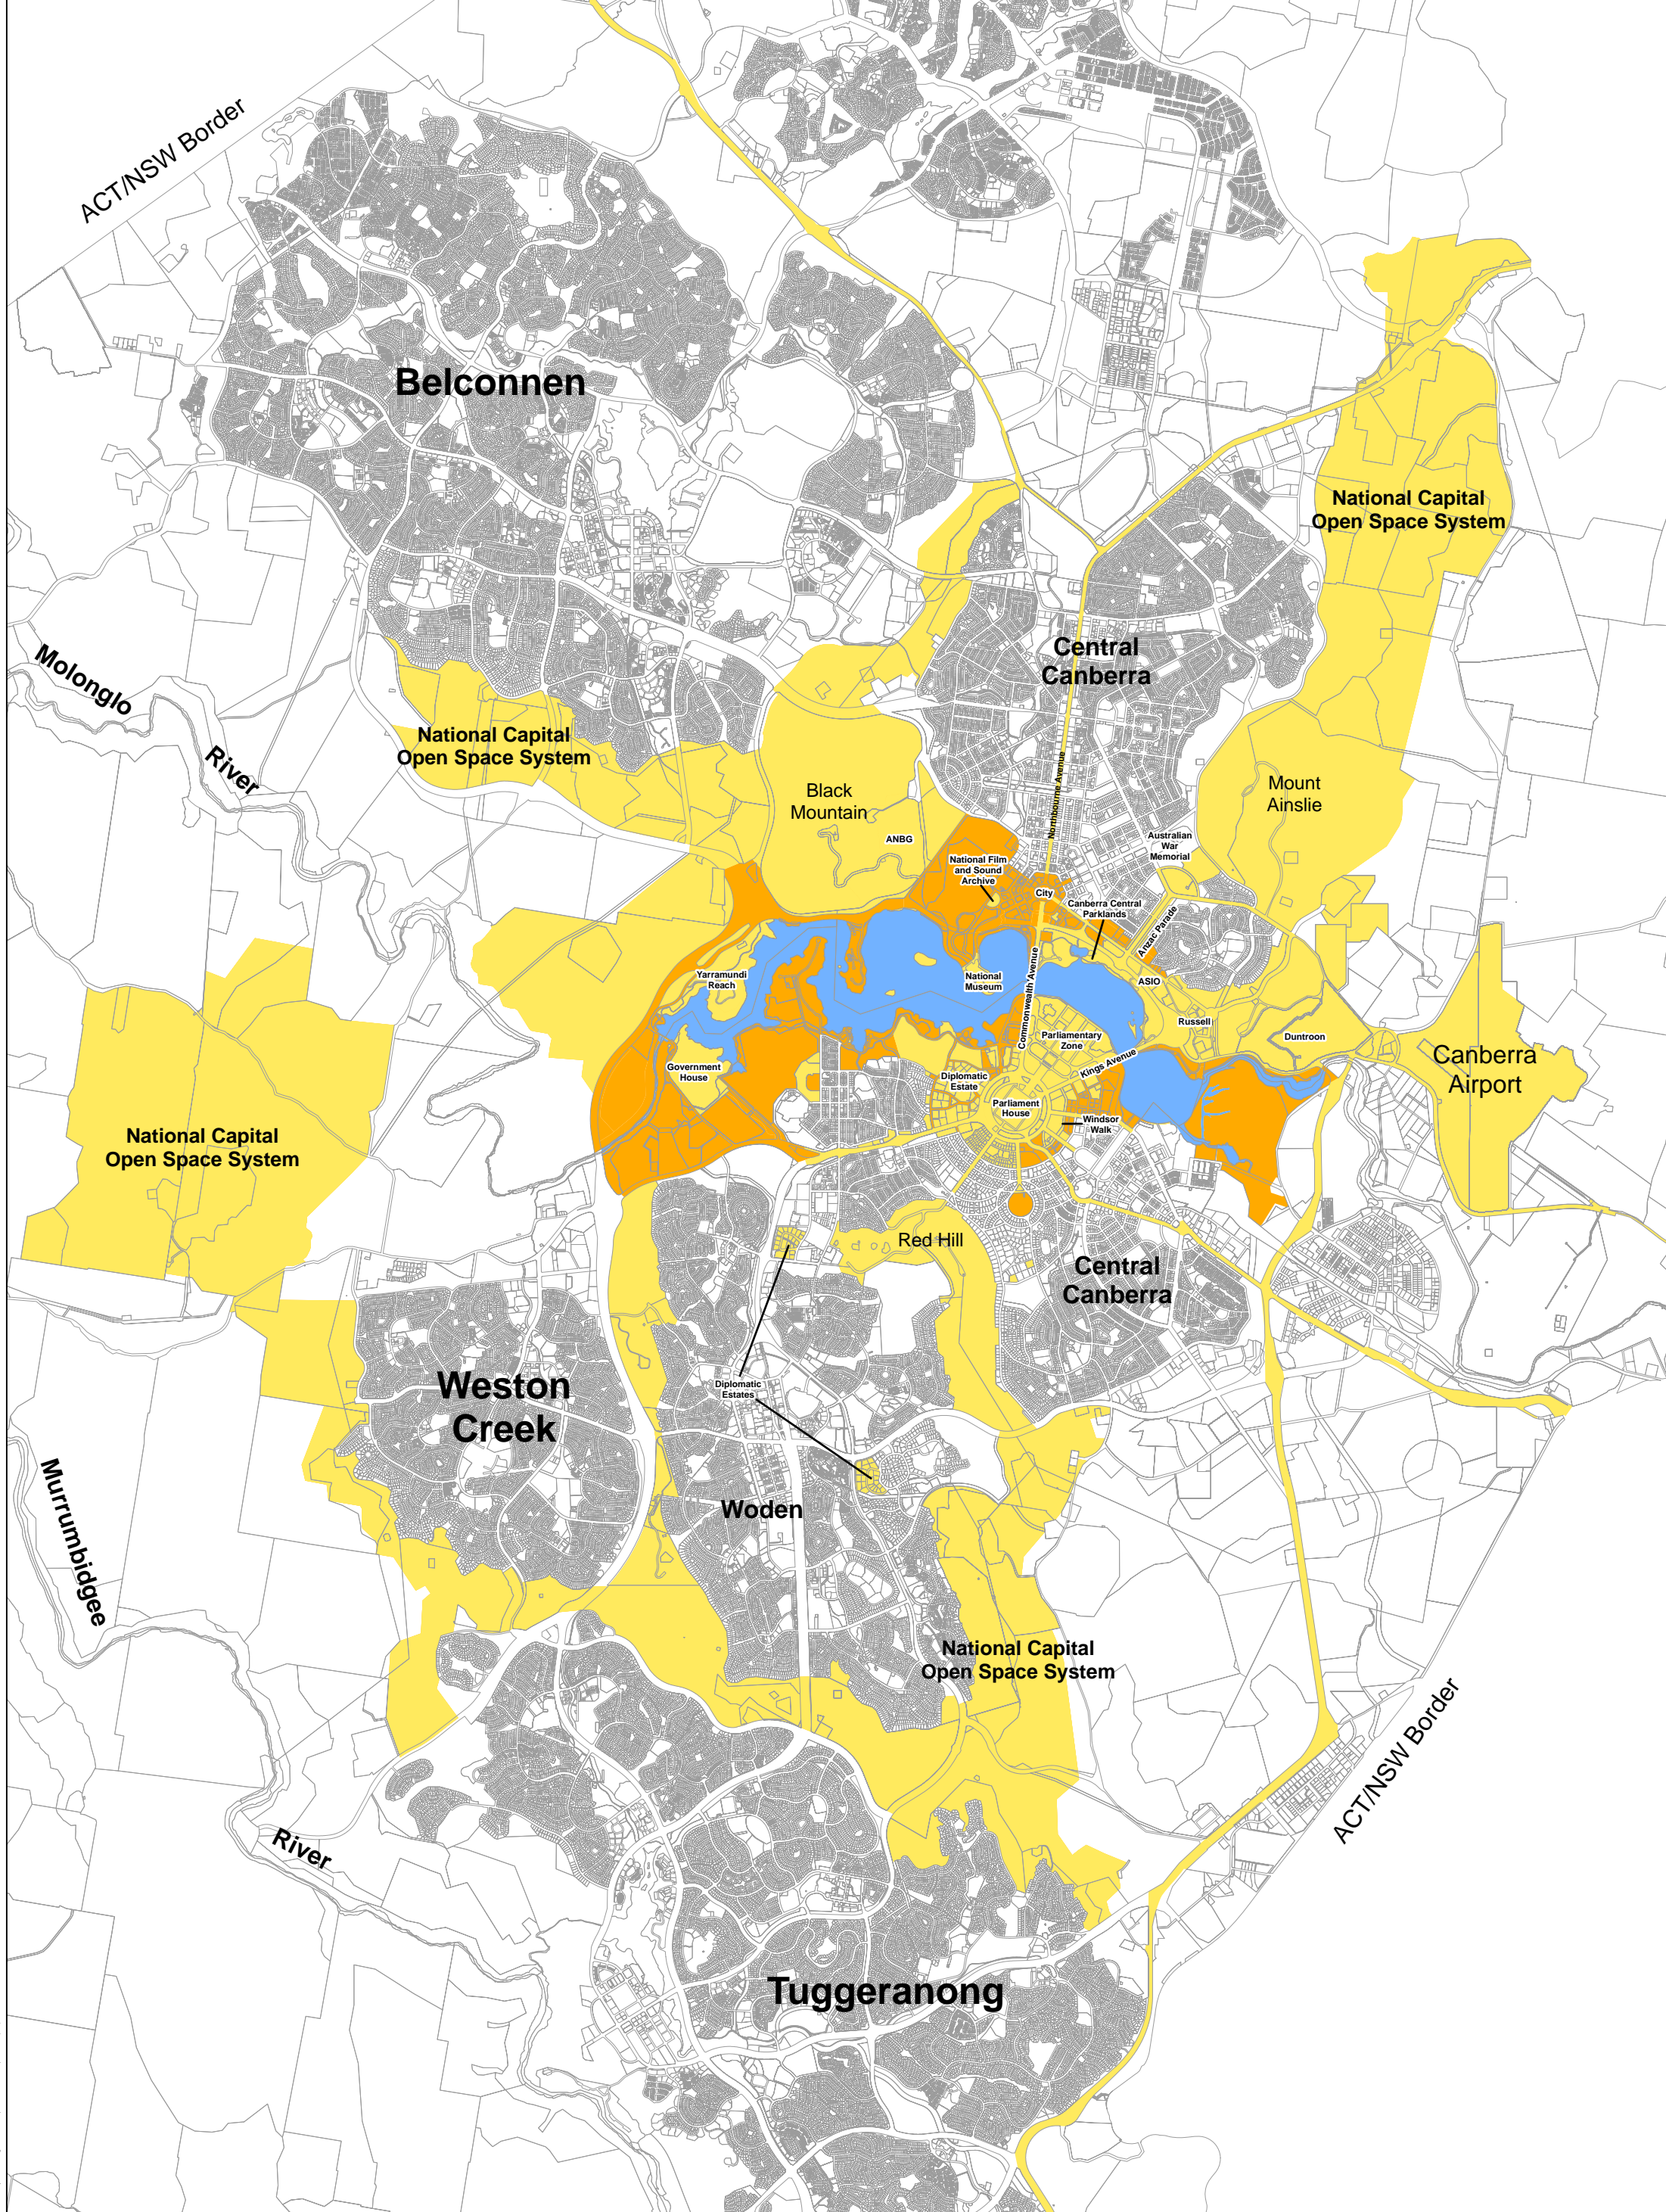 ACT/NSW Border
Belconnen
National Capital
Open Space System
Central
Canberra
Molonglo
River
National Capital
Open Space System
Black
Mountain
Mount
Ainslie
Northbourne Avenue
ANBG
Australian
War
Memorial
National Film
and Sound
Archive
City
Canberra Central
Parklands
Anzac Parade
Yarramundi
Reach
National
Museum
Commonwealth Avenue
ASIO
Russell
Duntroon
Parliamentary
Zone
Kings Avenue
Canberra
Airport
Government
House
Diplomatic
Estate
Parliament
House
Windsor
Walk
National Capital
Open Space System
Red Hill
Central
Canberra
Weston
Creek
Diplomatic
Estates
Woden
Murrumbidgee
National Capital
Open Space System
ACT/NSW Border
River
Tuggeranong